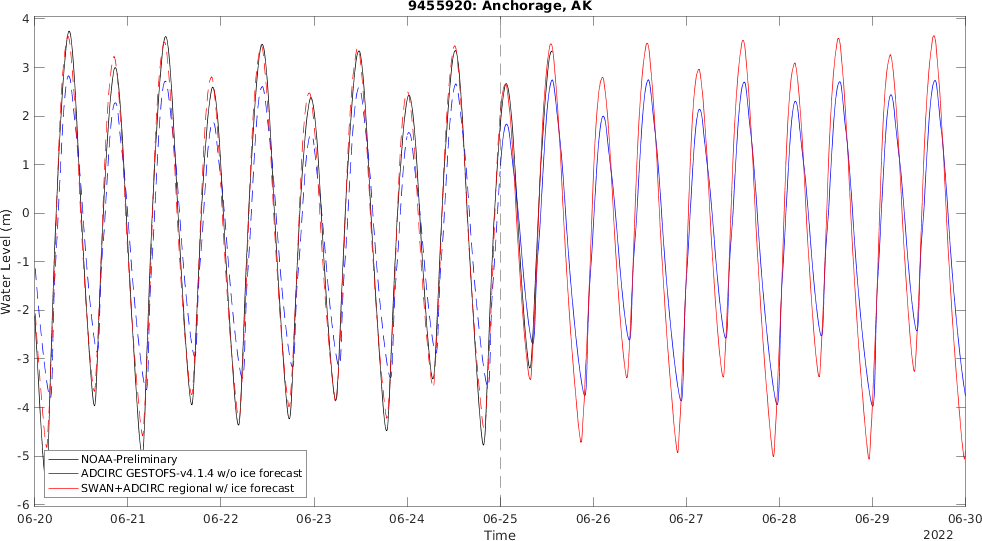 9455920: Anchorage, AK
Water Level (m)
4
3
2
1
0
-1
-2
-3
-4
-5
-6
NOAA-Preliminary
ADCIRC GESTOFS-v4.1.4 w/o ice forecast
SWAN+ADCIRC regional w/ ice forecast
06-20 06-21 06-22 06-23 06-24 06-25 06-26 06-27 06-28 06-29 06-30
Time
2022